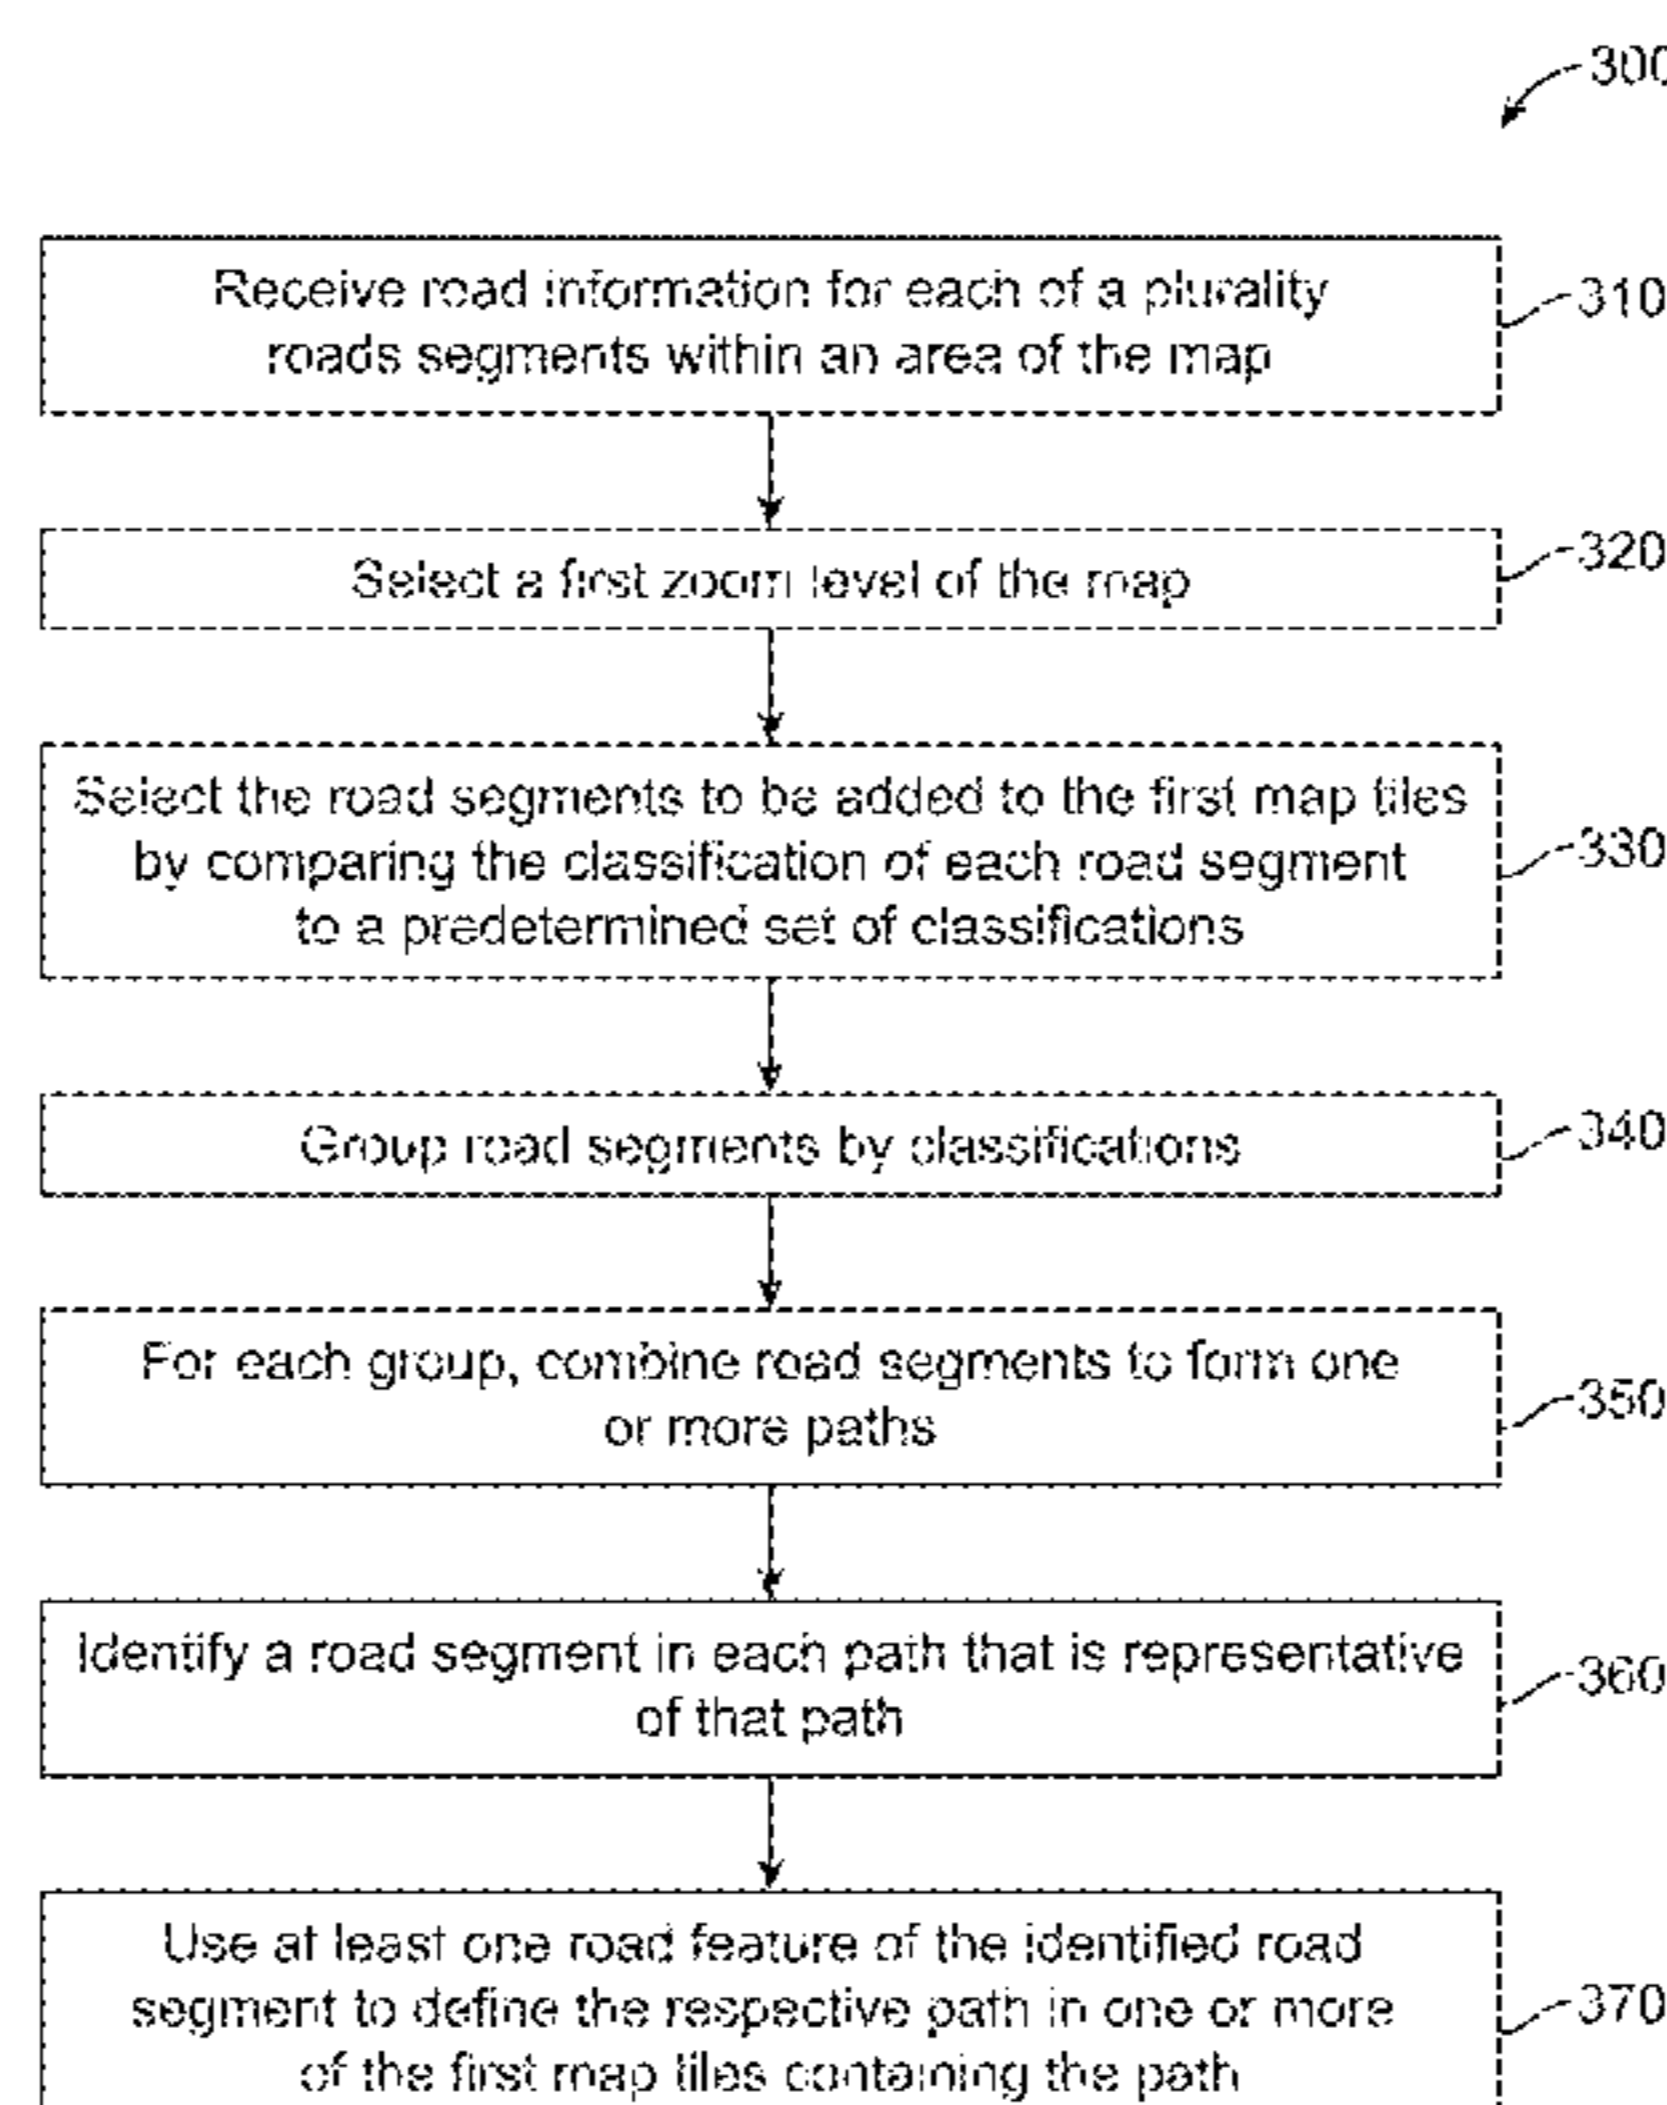 300
Receive road information for each of a plurality
roads segments within an area of the map
310
Select a first zoom level of the map
320
Select the road segments to be added to the first map tiles
by comparing the classification of each road segment
to a predetermined set of classifications
330
Group road segments by classifications
340
For each group, combine road segments to form one
or more paths
350
Identify a road segment in each path that is representative
of that path
360
Use at least one road feature of the identified road
segment to define the respective path in one or more
of the first map tiles containing the path
370